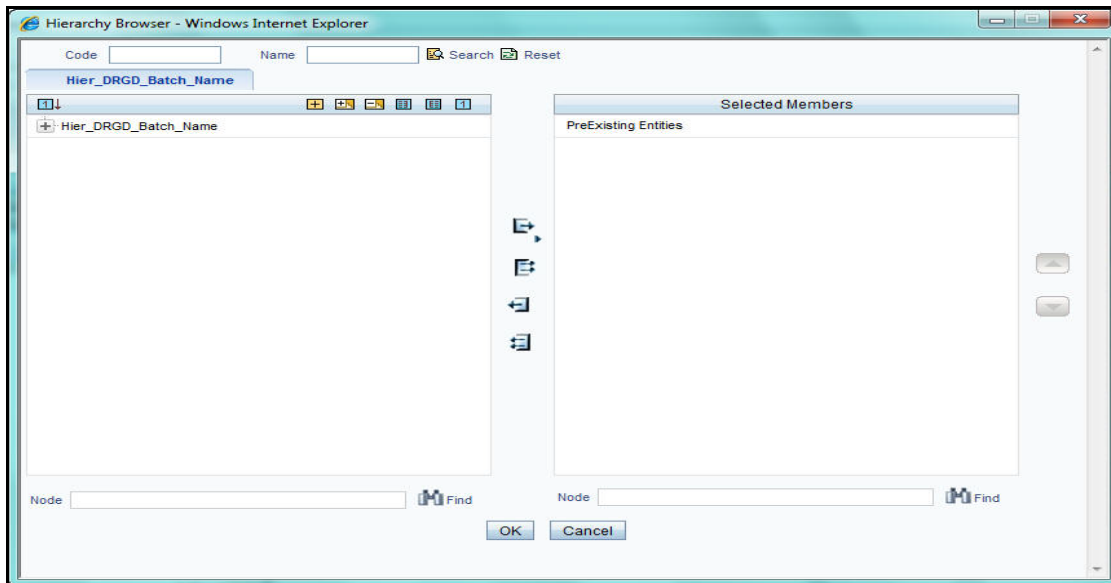 Hierarchy Browser - Windows Internet Explorer
Code Name Search Reset
Hier_DRGD_Batch_Name
Selected Members
Hier_DRGD_Batch_Name
PreExisting Entities
Node Find
Node Find
OK Cancel